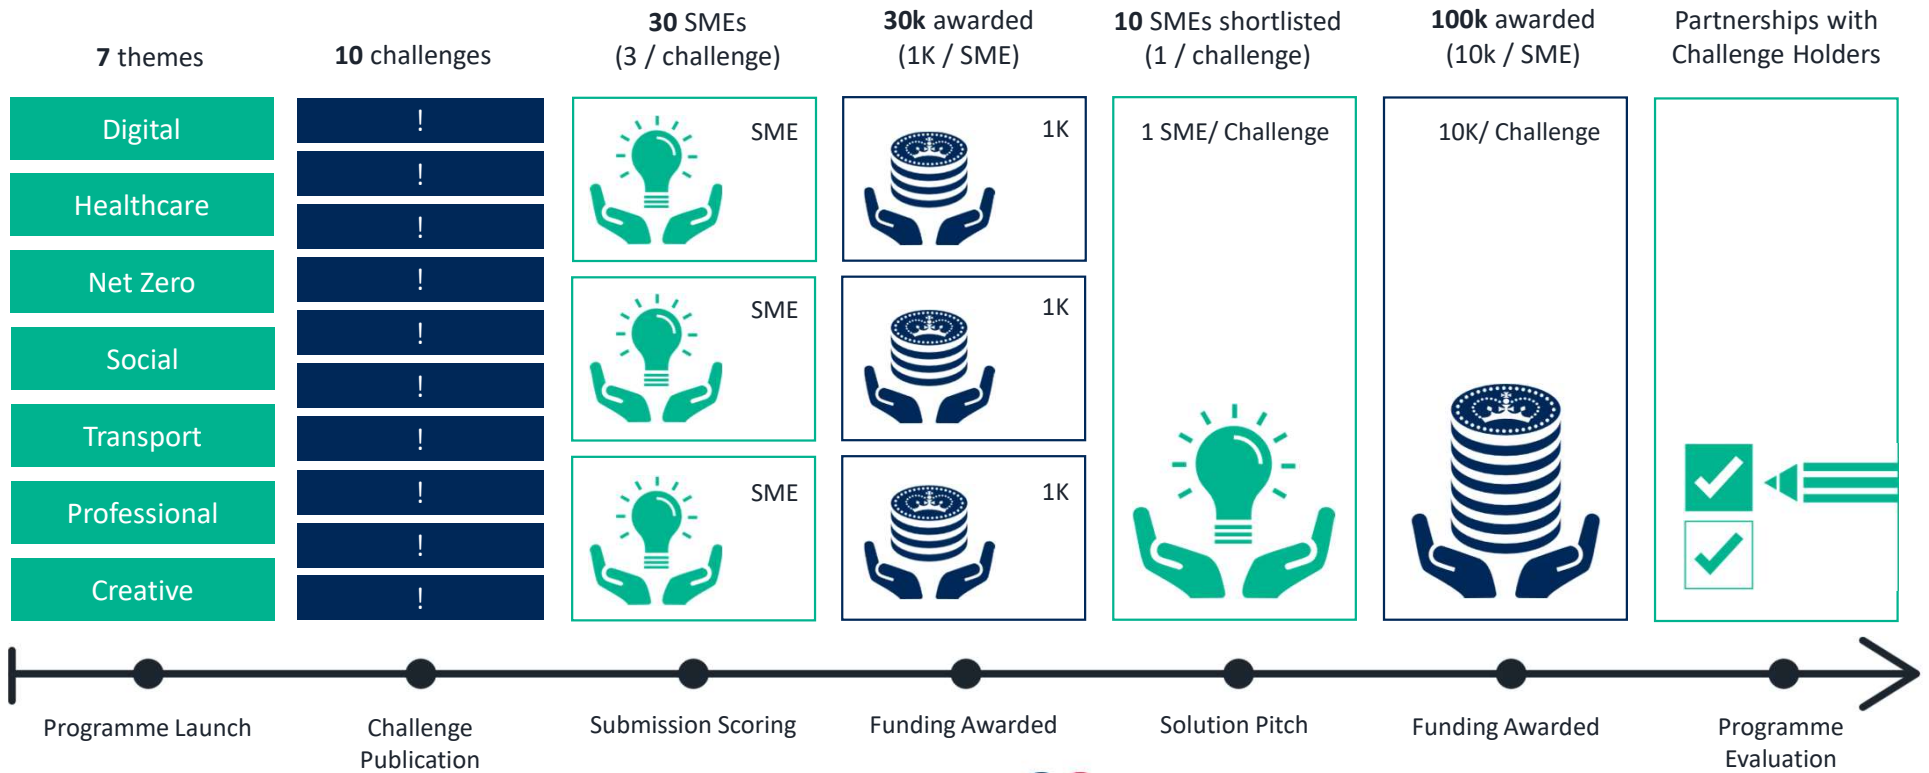 7 themes
10 challenges
30 SMEs
(3 / challenge)
30k awarded
(1K / SME)
10 SMEs shortlisted
(1 / challenge)
100k awarded
(10k / SME)
Partnerships with
Challenge Holders
Digital
Healthcare
Net Zero
Social
Transport
Professional
Creative
!
!
!
!
!
!
!
!
!
!
SME
SME
SME
1K
1K
1K
1 SME/ Challenge
10K/ Challenge
Programme Launch
Challenge
Publication
Submission Scoring
Funding Awarded
Solution Pitch
Funding Awarded
Programme
Evaluation